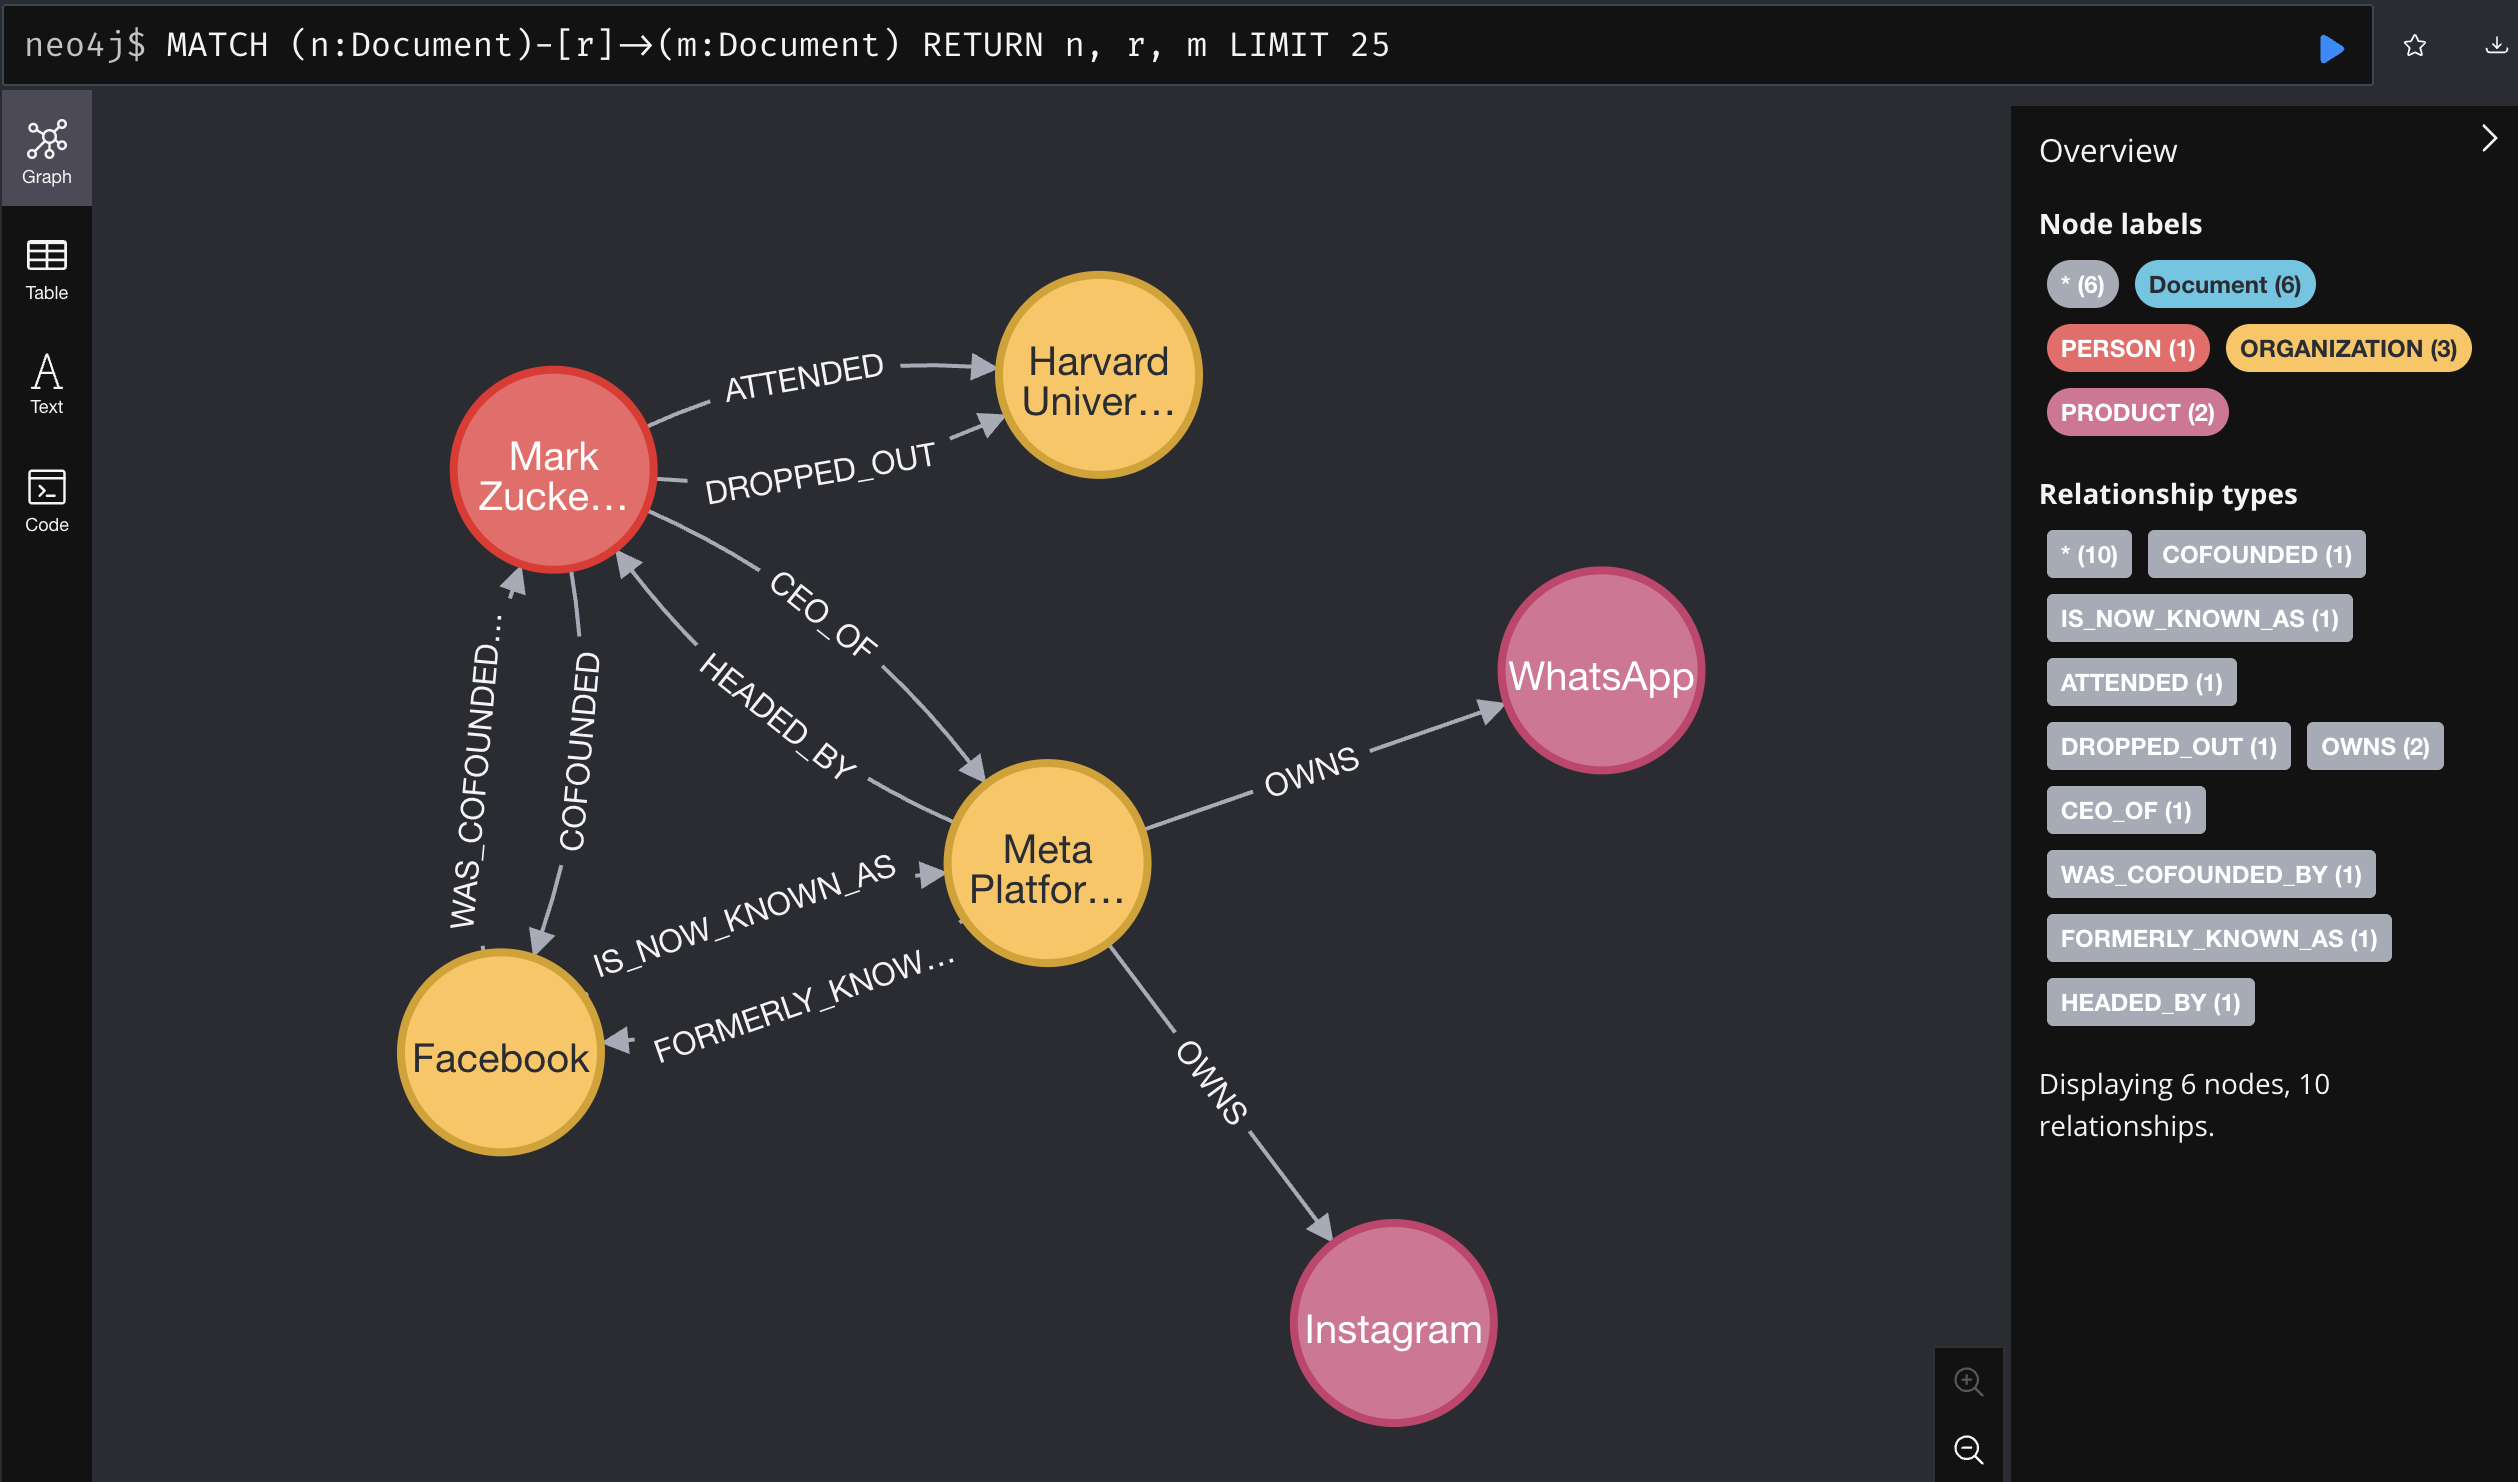 neo4j$ MATCH (n:Document)-[r]->(m:Document) RETURN n, r, m LIMIT 25
Graph
Table
Text
Code
Harvard
Univer...
ATTENDED
DROPPED_OUT
Mark
Zucke...
CEO_OF
HEADED_BY
WAS_COFOUNDED...
COFOUNDED
WhatsApp
OWNS
Meta
Platfor...
IS_NOW_KNOWN_AS
FORMERLY_KNOW...
Facebook
OWNS
Instagram
Overview
Node labels
* (6) Document (6)
PERSON (1) ORGANIZATION (3)
PRODUCT (2)
Relationship types
* (10) COFOUNDED (1)
IS_NOW_KNOWN_AS (1)
ATTENDED (1)
DROPPED_OUT (1) OWNS (2)
CEO_OF (1)
WAS_COFOUNDED_BY (1)
FORMERLY_KNOWN_AS (1)
HEADED_BY (1)
Displaying 6 nodes, 10
relationships.